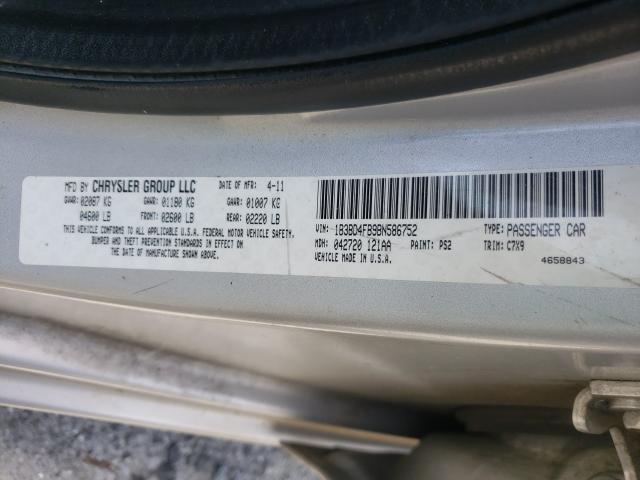 MFD BY CHRYSLER GROUP LLC DATE OF MFR: 4-11
GVWR: 02087 KG GAWR: 01180 KG GAWR: 01007 KG
04600 LB FRONT: 02600 LB REAR: 02220 LB
THIS VEHICLE CONFORMS TO ALL APPLICABLE U.S.A. FEDERAL MOTOR VEHICLE SAFETY,
BUMPER AND THEFT PREVENTION STANDARDS IN EFFECT ON
THE DATE OF MANUFACTURE SHOWN ABOVE.
VIN: 1B3BD4FB9BN586752 TYPE: PASSENGER CAR
MDH: 042720 121AA PAINT: PS2 TRIM: C7X9
VEHICLE MADE IN U.S.A.
4658843